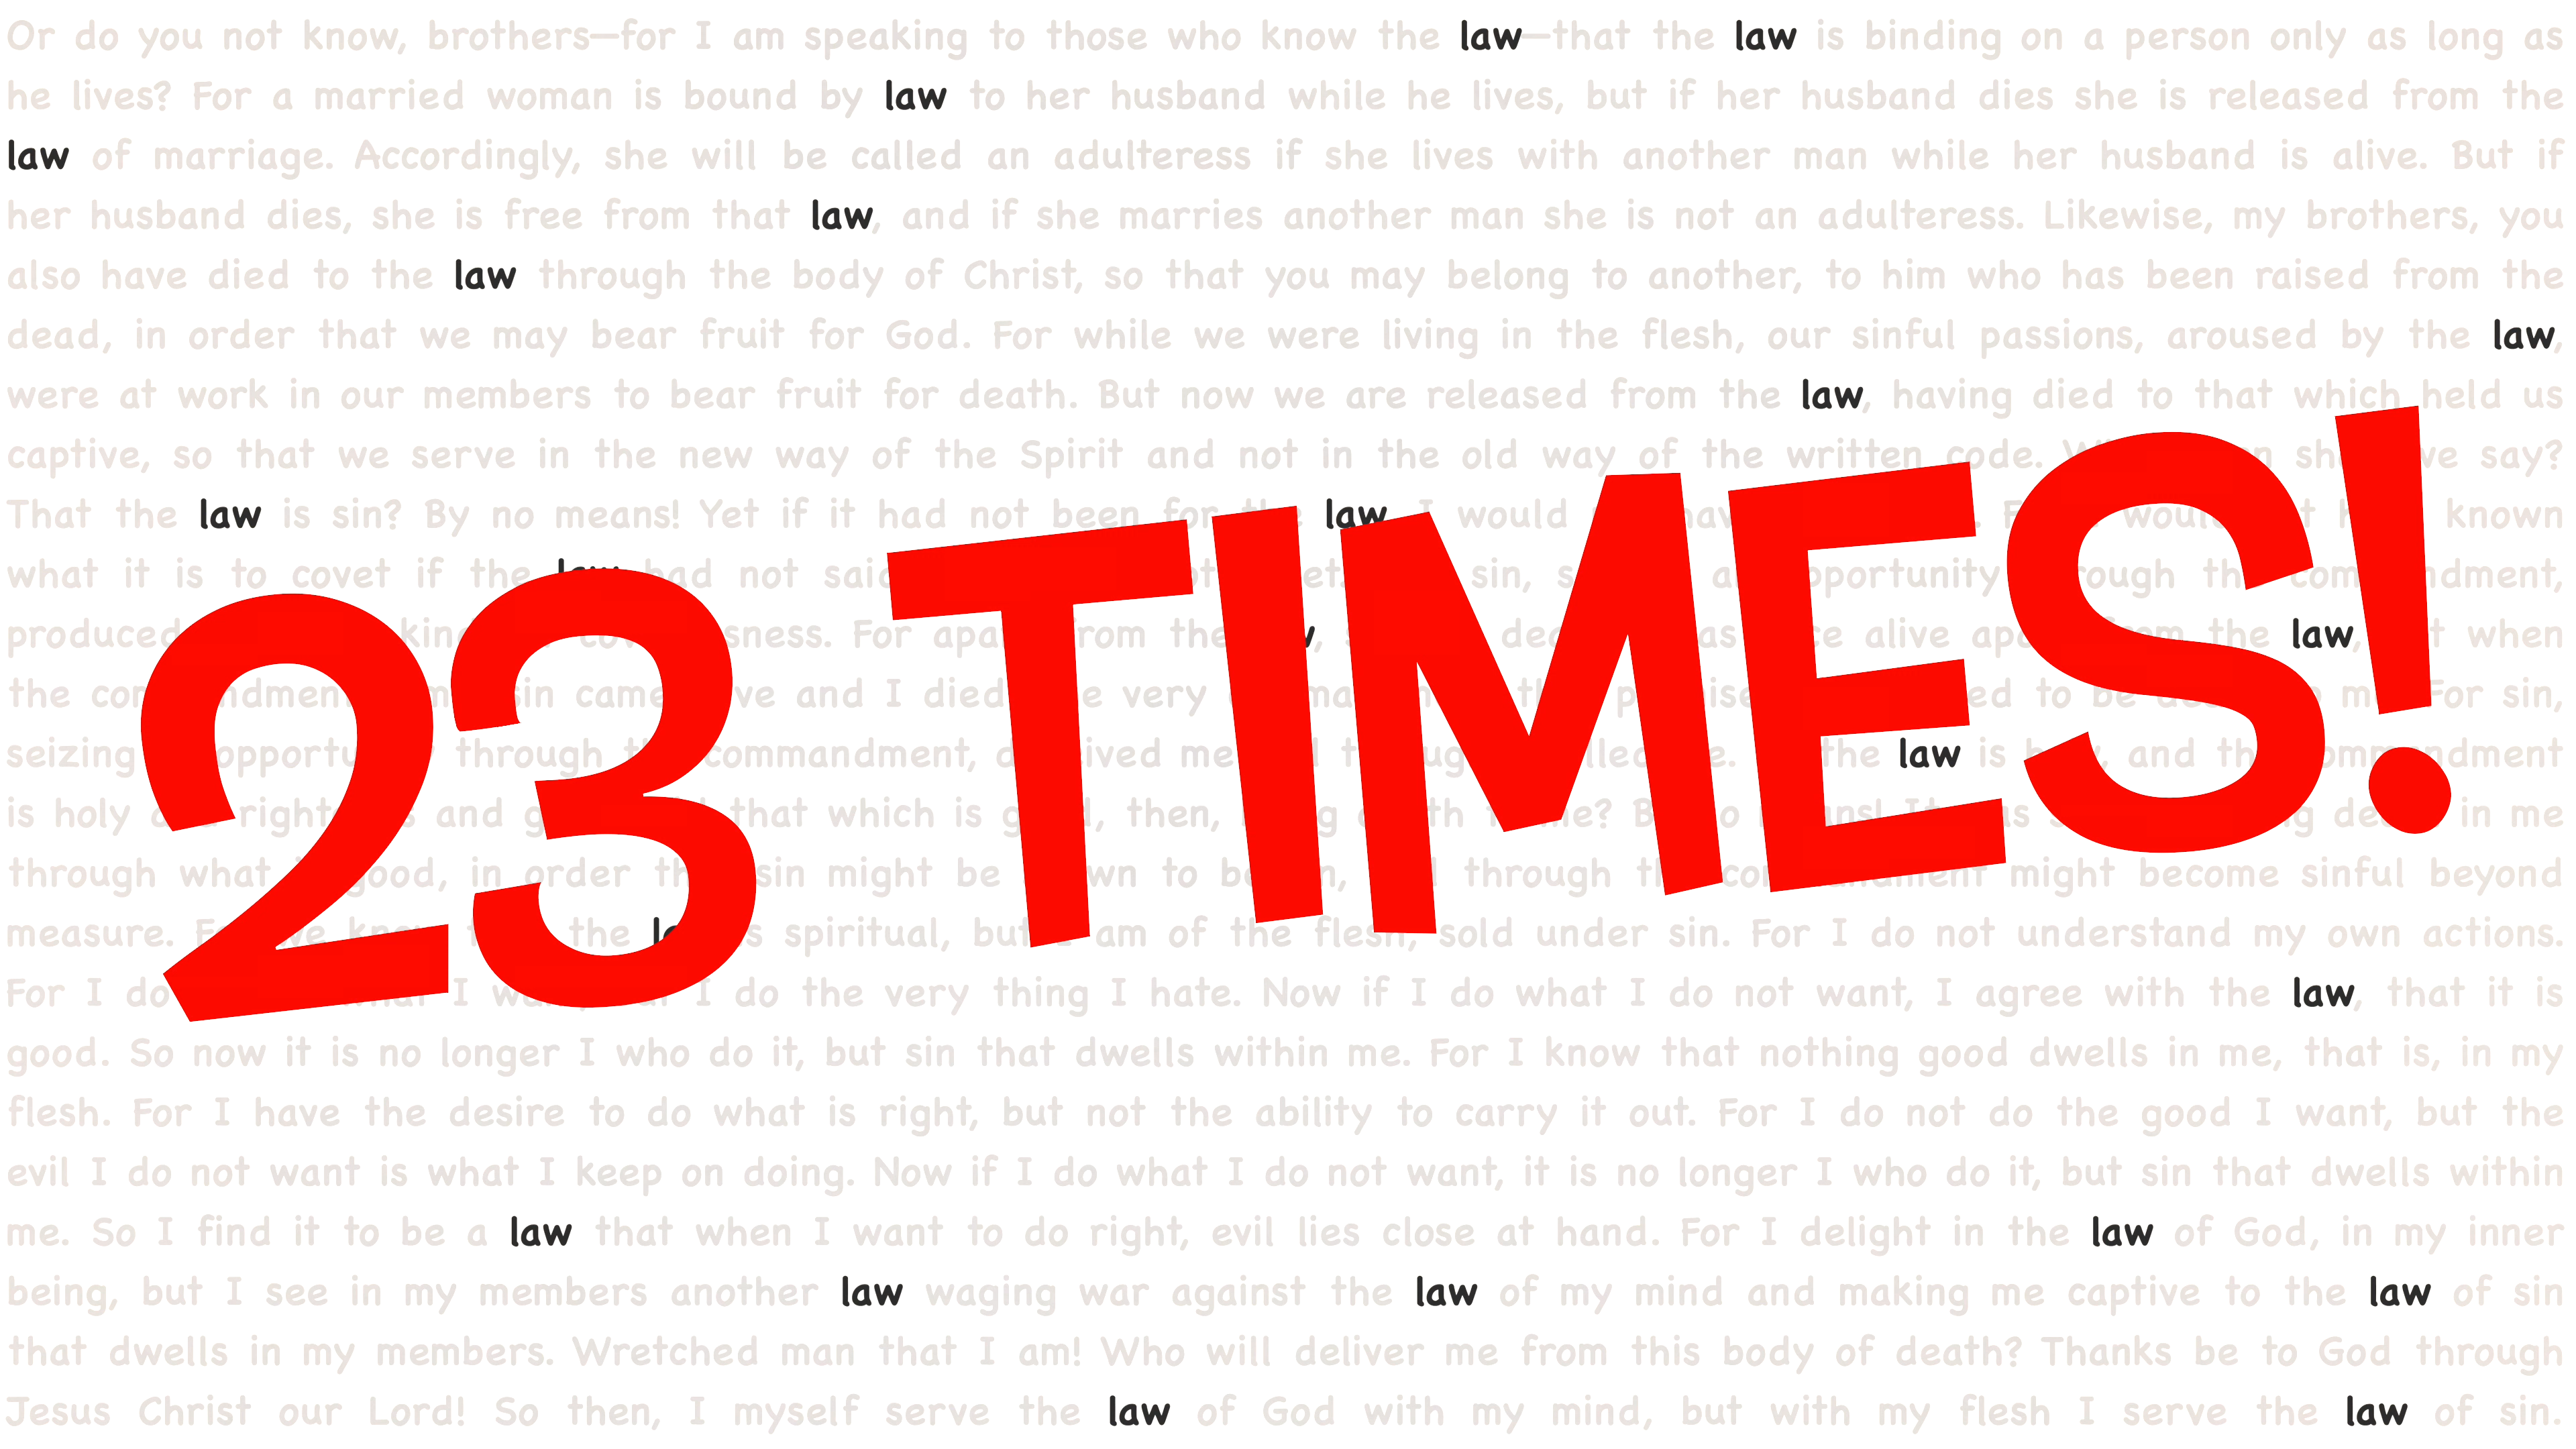 Or do you not know, brothers—for I am speaking to those who know the law—that the law is binding on a person only as long as
he lives? For a married woman is bound by law to her husband while he lives, but if her husband dies she is released from the
law of marriage. Accordingly, she will be called an adulteress if she lives with another man while her husband is alive. But if
her husband dies, she is free from that law, and if she marries another man she is not an adulteress. Likewise, my brothers, you
also have died to the law through the body of Christ, so that you may belong to another, to him who has been raised from the
dead, in order that we may bear fruit for God. For while we were living in the flesh, our sinful passions, aroused by the law,
were at work in our members to bear fruit for death. But now we are released from the law, having died to that which held us
captive, so that we serve in the new way of the Spirit and not in the old way of the written code. say?
That the law is sin? By no means! Yet if it had not been for the law I would known
what it is to covet if the law had not sin, opportunity through the commandment,
produced For apart from the alive apart from the law, when
the sin came and I died very to be For sin,
seizing through commandment, me the law is and the commandment
is holy and that which is then, in me
through what good, in order sin might be through might become sinful beyond
measure. the spiritual, but am of the flesh, sold under sin. For I do not understand my own actions.
For I do I I do the very thing I hate. Now if I do what I do not want, I agree with the law, that it is
good. So now it is no longer I who do it, but sin that dwells within me. For I know that nothing good dwells in me, that is, in my
flesh. For I have the desire to do what is right, but not the ability to carry it out. For I do not do the good I want, but the
evil I do not want is what I keep on doing. Now if I do what I do not want, it is no longer I who do it, but sin that dwells within
me. So I find it to be a law that when I want to do right, evil lies close at hand. For I delight in the law of God, in my inner
being, but I see in my members another law waging war against the law of my mind and making me captive to the law of sin
that dwells in my members. Wretched man that I am! Who will deliver me from this body of death? Thanks be to God through
Jesus Christ our Lord! So then, I myself serve the law of God with my mind, but with my flesh I serve the law of sin.
23 TIMES!